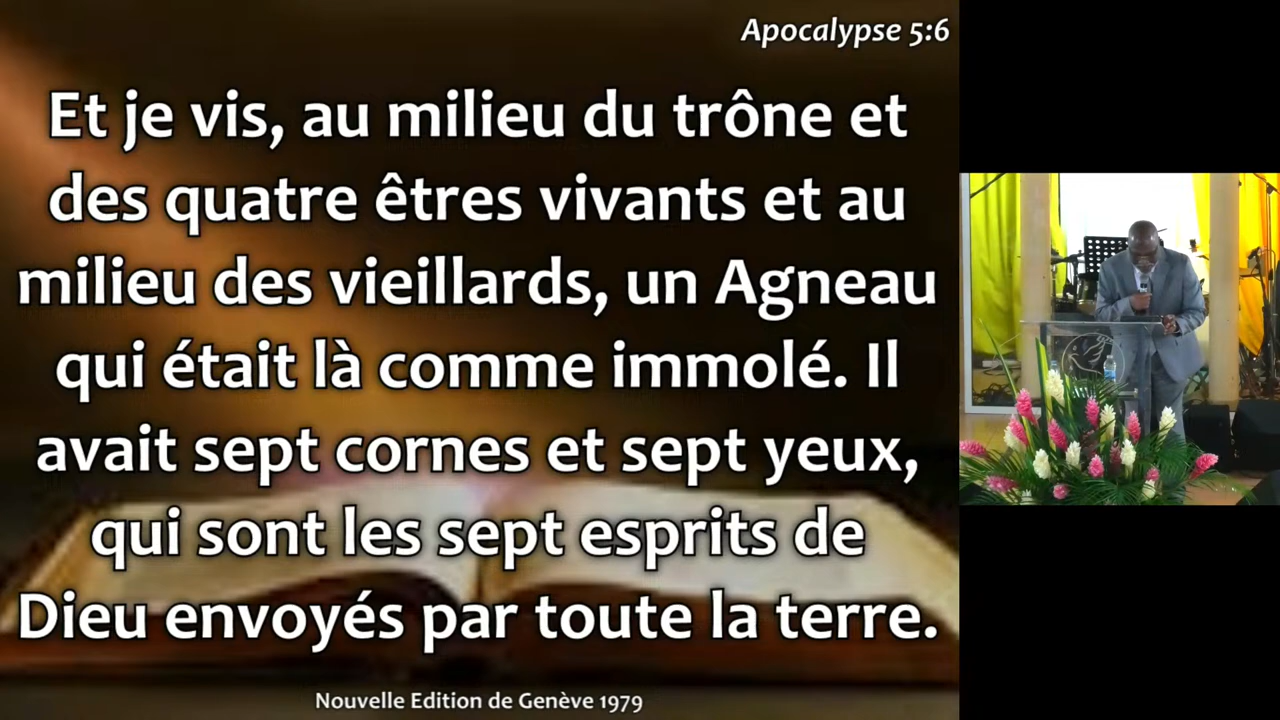 Apocalypse 5:6
Et je vis, au milieu du trône et
des quatre êtres vivants et au
milieu des vieillards, un Agneau
qui était là comme immolé. Il
avait sept cornes et sept yeux,
qui sont les sept esprits de
Dieu envoyés par toute la terre.
Nouvelle Edition de Genève 1979